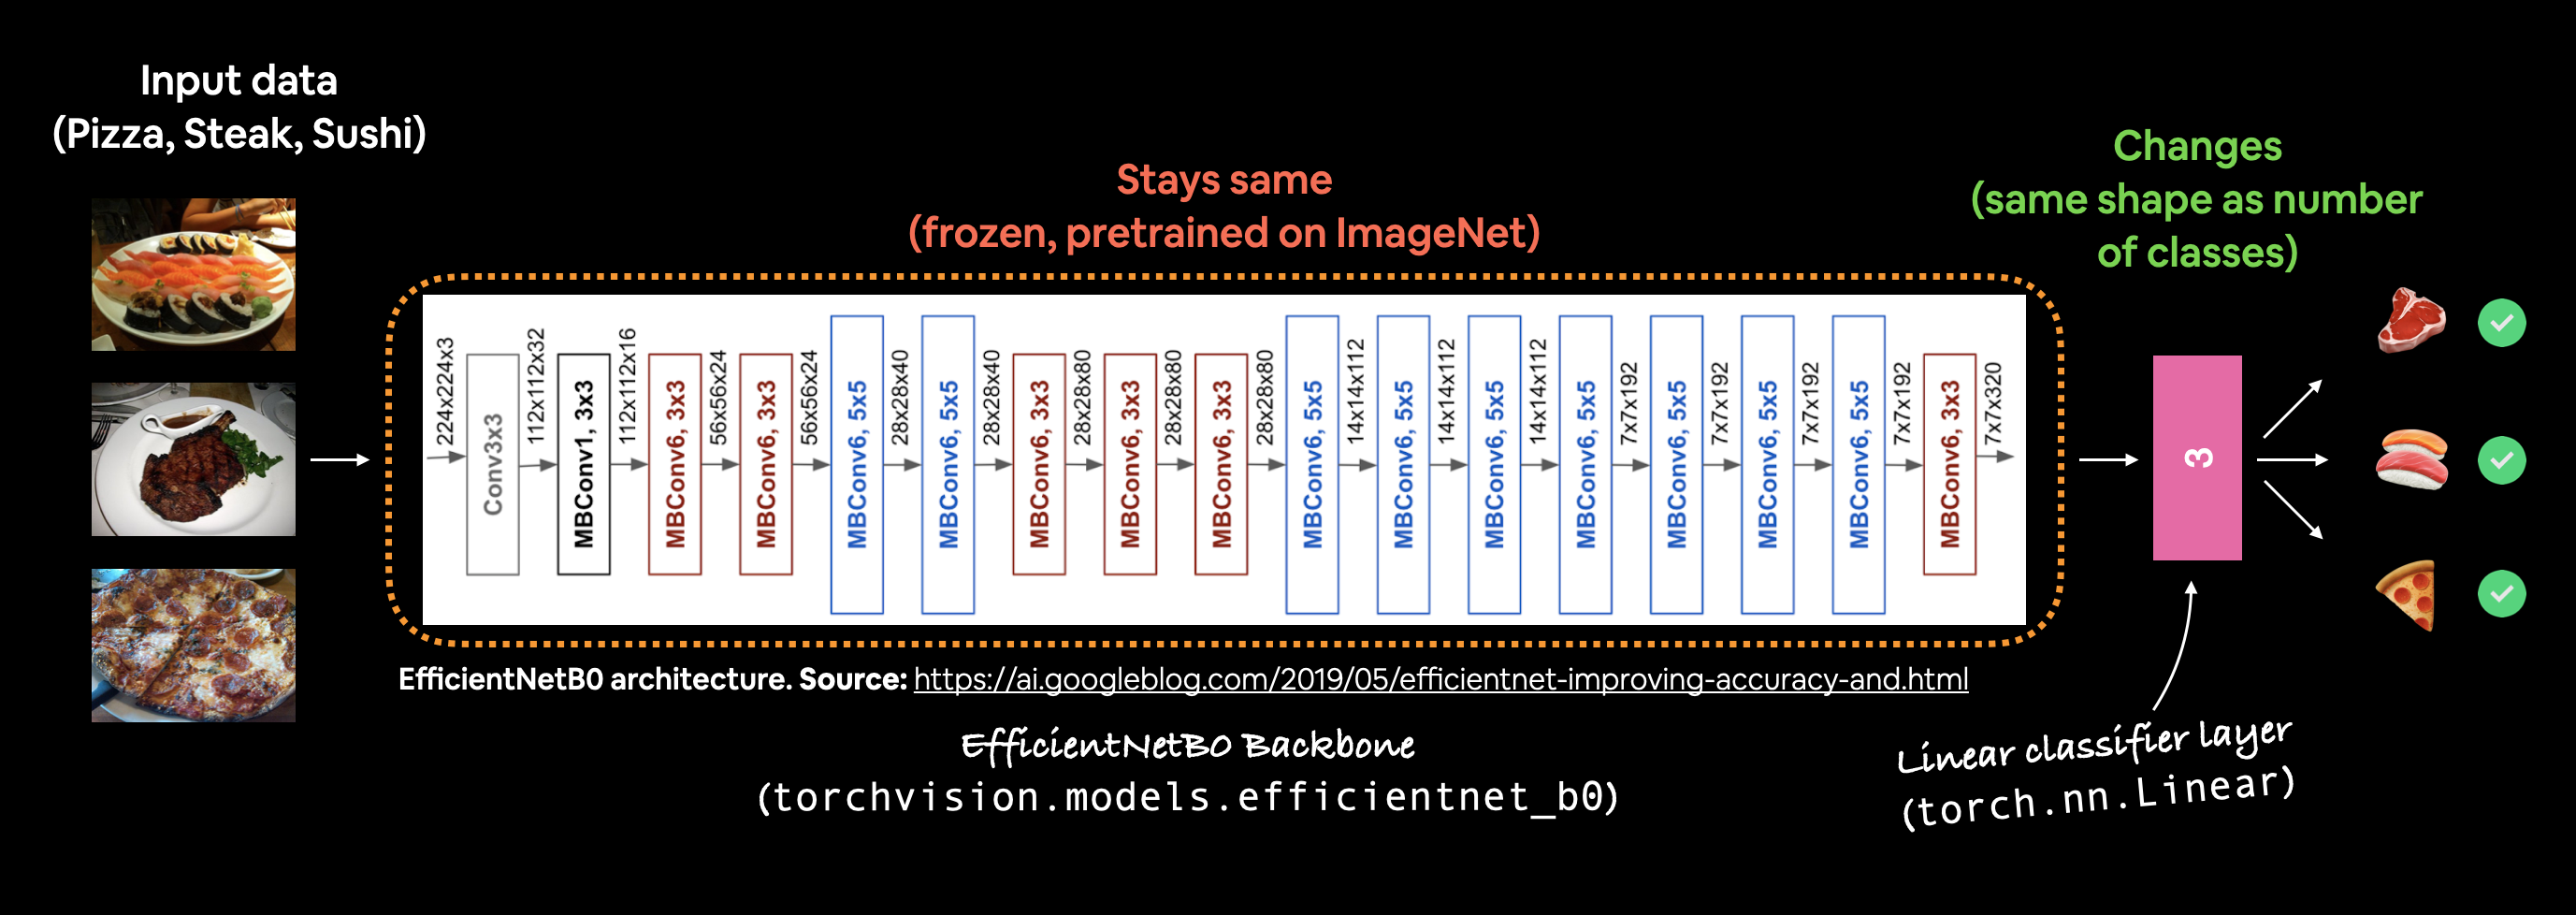 Input data
(Pizza, Steak, Sushi)
Stays same
(frozen, pretrained on ImageNet)
Changes
(same shape as number
of classes)
224x224x3
Conv3x3
112x112x32
MBConv1, 3x3
112x112x16
MBConv6, 3x3
56x56x24
MBConv6, 3x3
56x56x24
MBConv6, 5x5
28x28x40
MBConv6, 5x5
28x28x40
MBConv6, 3x3
28x28x80
MBConv6, 3x3
28x28x80
MBConv6, 3x3
28x28x80
MBConv6, 5x5
14x14x112
MBConv6, 5x5
14x14x112
MBConv6, 5x5
14x14x112
MBConv6, 5x5
7x7x192
MBConv6, 5x5
7x7x192
MBConv6, 5x5
7x7x192
MBConv6, 5x5
7x7x192
MBConv6, 3x3
7x7x320
3
EfficientNetB0 architecture. Source: https://ai.googleblog.com/2019/05/efficientnet-improving-accuracy-and.html
EfficientNetB0 Backbone
(torchvision.models.efficientnet_b0)
Linear classifier layer
(torch.nn.Linear)